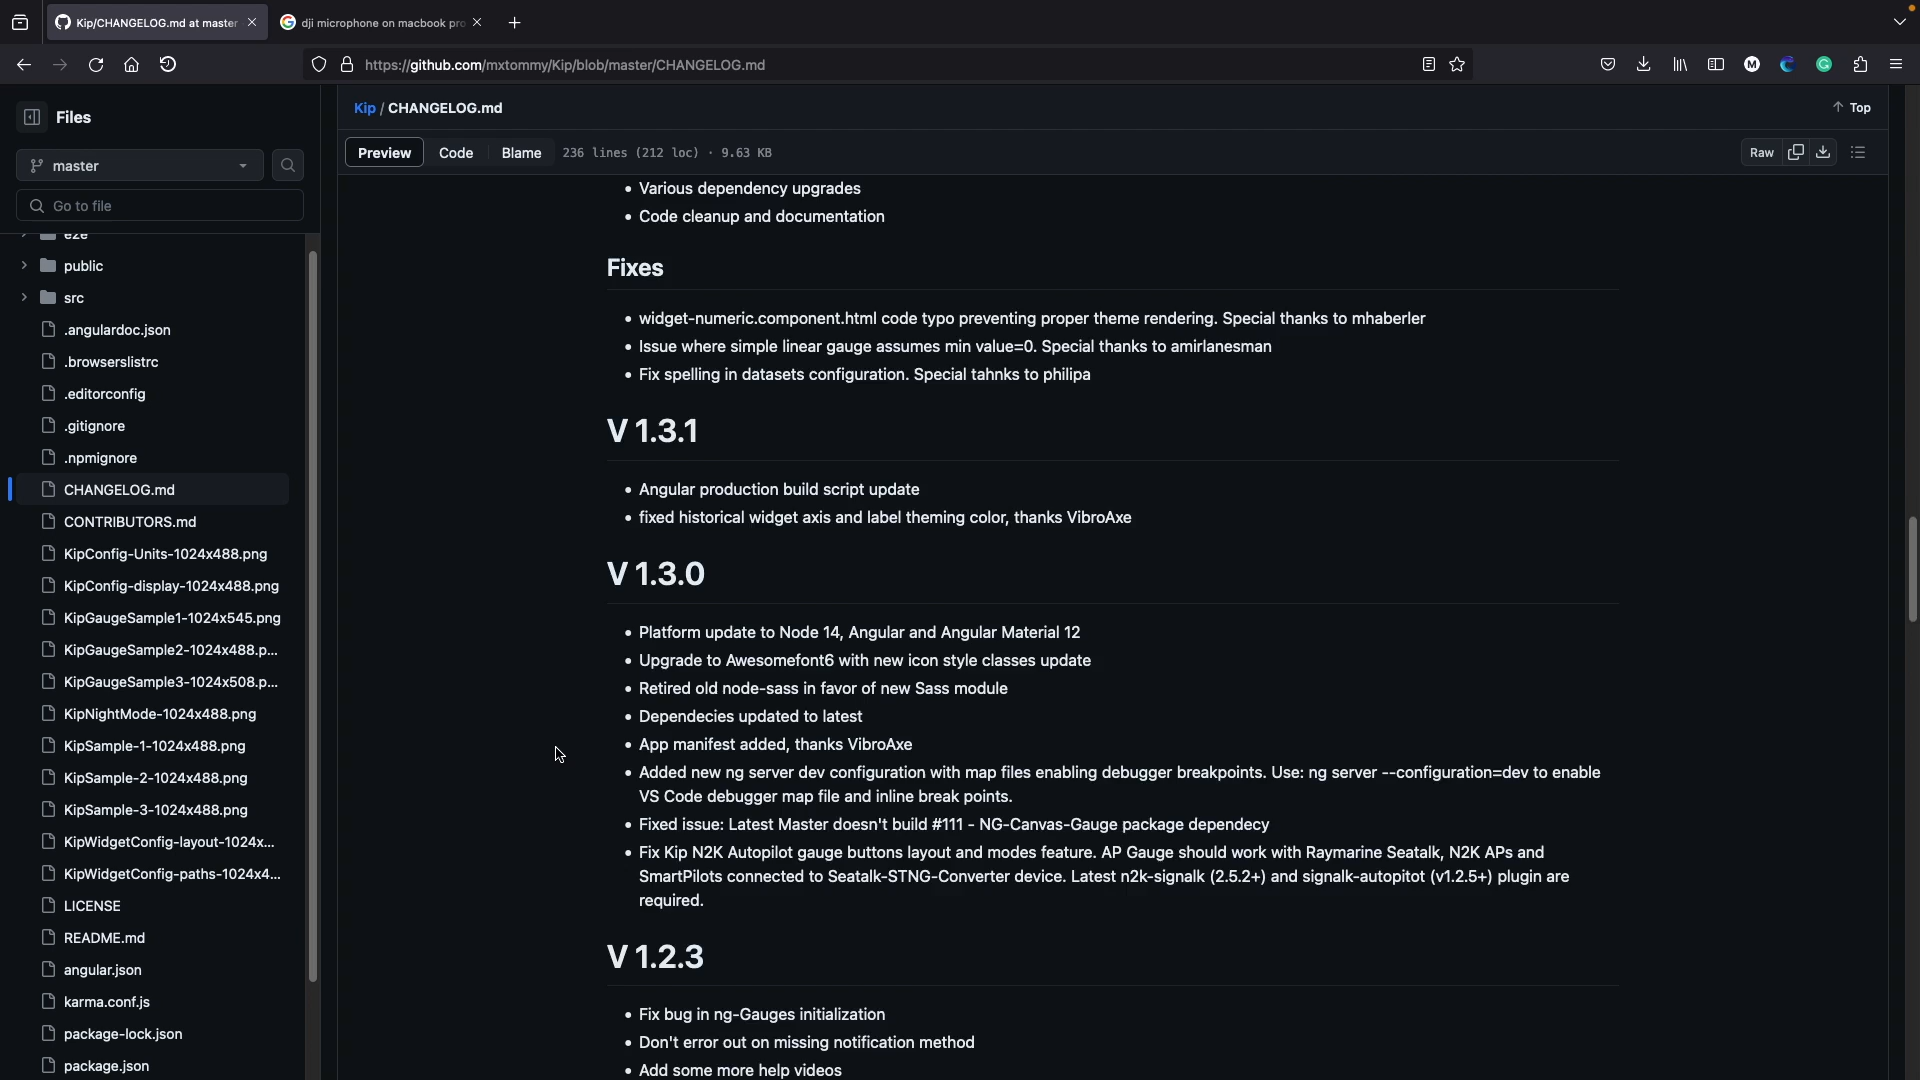 Kip/CHANGELOG.md at master
dji microphone on macbook pro
https://github.com/mxtommy/Kip/blob/master/CHANGELOG.md
Files
master
Go to file
e2e
public
src
.angulardoc.json
.browserslistrc
.editorconfig
.gitignore
.npmignore
CHANGELOG.md
CONTRIBUTORS.md
KipConfig-Units-1024x488.png
KipConfig-display-1024x488.png
KipGaugeSample1-1024x545.png
KipGaugeSample2-1024x488.p...
KipGaugeSample3-1024x508.p...
KipNightMode-1024x488.png
KipSample-1-1024x488.png
KipSample-2-1024x488.png
KipSample-3-1024x488.png
KipWidgetConfig-layout-1024x...
KipWidgetConfig-paths-1024x4...
LICENSE
README.md
angular.json
karma.conf.js
package-lock.json
package.json
Kip / CHANGELOG.md
Top
Preview Code Blame 236 lines (212 loc) · 9.63 KB
Raw
• Various dependency upgrades
• Code cleanup and documentation
Fixes
• widget-numeric.component.html code typo preventing proper theme rendering. Special thanks to mhaberler
• Issue where simple linear gauge assumes min value=0. Special thanks to amirlanesman
• Fix spelling in datasets configuration. Special tahnks to philipa
V 1.3.1
• Angular production build script update
• fixed historical widget axis and label theming color, thanks VibroAxe
V 1.3.0
• Platform update to Node 14, Angular and Angular Material 12
• Upgrade to Awesomefont6 with new icon style classes update
• Retired old node-sass in favor of new Sass module
• Dependecies updated to latest
• App manifest added, thanks VibroAxe
• Added new ng server dev configuration with map files enabling debugger breakpoints. Use: ng server --configuration=dev to enable
VS Code debugger map file and inline break points.
• Fixed issue: Latest Master doesn't build #111 - NG-Canvas-Gauge package dependecy
• Fix Kip N2K Autopilot gauge buttons layout and modes feature. AP Gauge should work with Raymarine Seatalk, N2K APs and
SmartPilots connected to Seatalk-STNG-Converter device. Latest n2k-signalk (2.5.2+) and signalk-autopitot (v1.2.5+) plugin are
required.
V 1.2.3
• Fix bug in ng-Gauges initialization
• Don't error out on missing notification method
• Add some more help videos